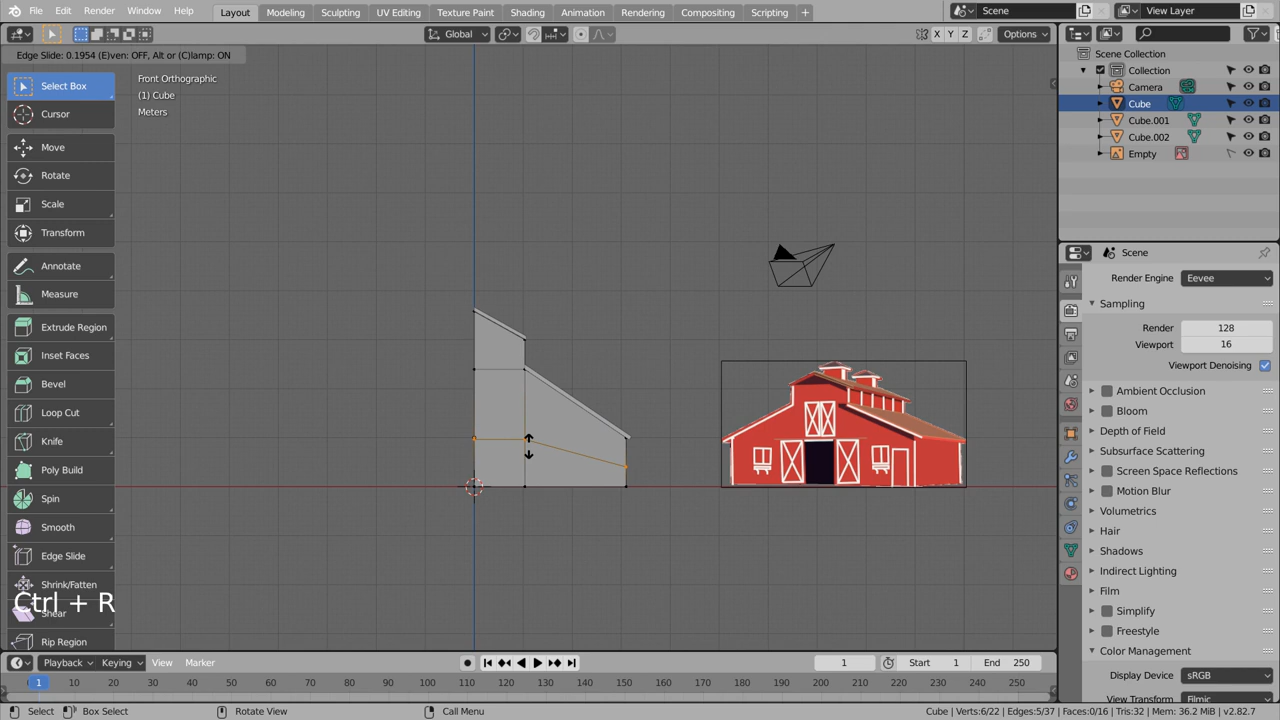 File Edit Render Window Help
Layout Modeling Sculpting UV Editing Texture Paint Shading Animation Rendering Compositing Scripting +
Scene
View Layer
Global
X Y Z
Options
Edge Slide: 0.1954 (E)ven: OFF, Alt or (C)lamp: ON
Front Orthographic
(1) Cube
Meters
Select Box
Cursor
Move
Rotate
Scale
Transform
Annotate
Measure
Extrude Region
Inset Faces
Bevel
Loop Cut
Knife
Poly Build
Spin
Smooth
Edge Slide
Shrink/Fatten
Shear
Rip Region
Ctrl + R
Scene Collection
Collection
Camera
Cube
Cube.001
Cube.002
Empty
Scene
Render Engine Eevee
Sampling
Render 128
Viewport 16
Viewport Denoising
Ambient Occlusion
Bloom
Depth of Field
Subsurface Scattering
Screen Space Reflections
Motion Blur
Volumetrics
Hair
Shadows
Indirect Lighting
Film
Simplify
Freestyle
Color Management
Display Device sRGB
View Transform Filmic
Playback Keying View Marker
1
Start 1
End 250
1 10 20 30 40 50 60 70 80 90 100 110 120 130 140 150 160 170 180 190 200 210 220 230 240 250
Select Box Select Rotate View Call Menu
Cube | Verts:6/22 | Edges:5/37 | Faces:0/16 | Tris:32 | Mem: 36.2 MiB | v2.82.7